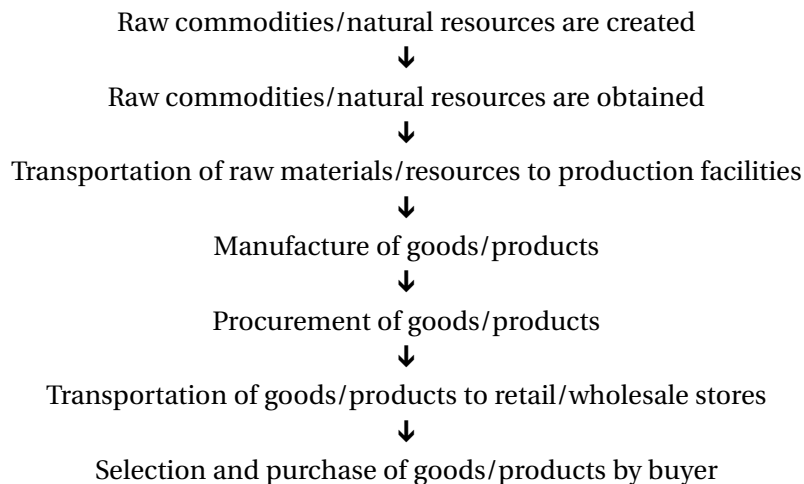 Raw commodities/natural resources are created
Raw commodities/natural resources are obtained
Transportation of raw materials/resources to production facilities
Manufacture of goods/products
Procurement of goods/products
Transportation of goods/products to retail/wholesale stores
Selection and purchase of goods/products by buyer